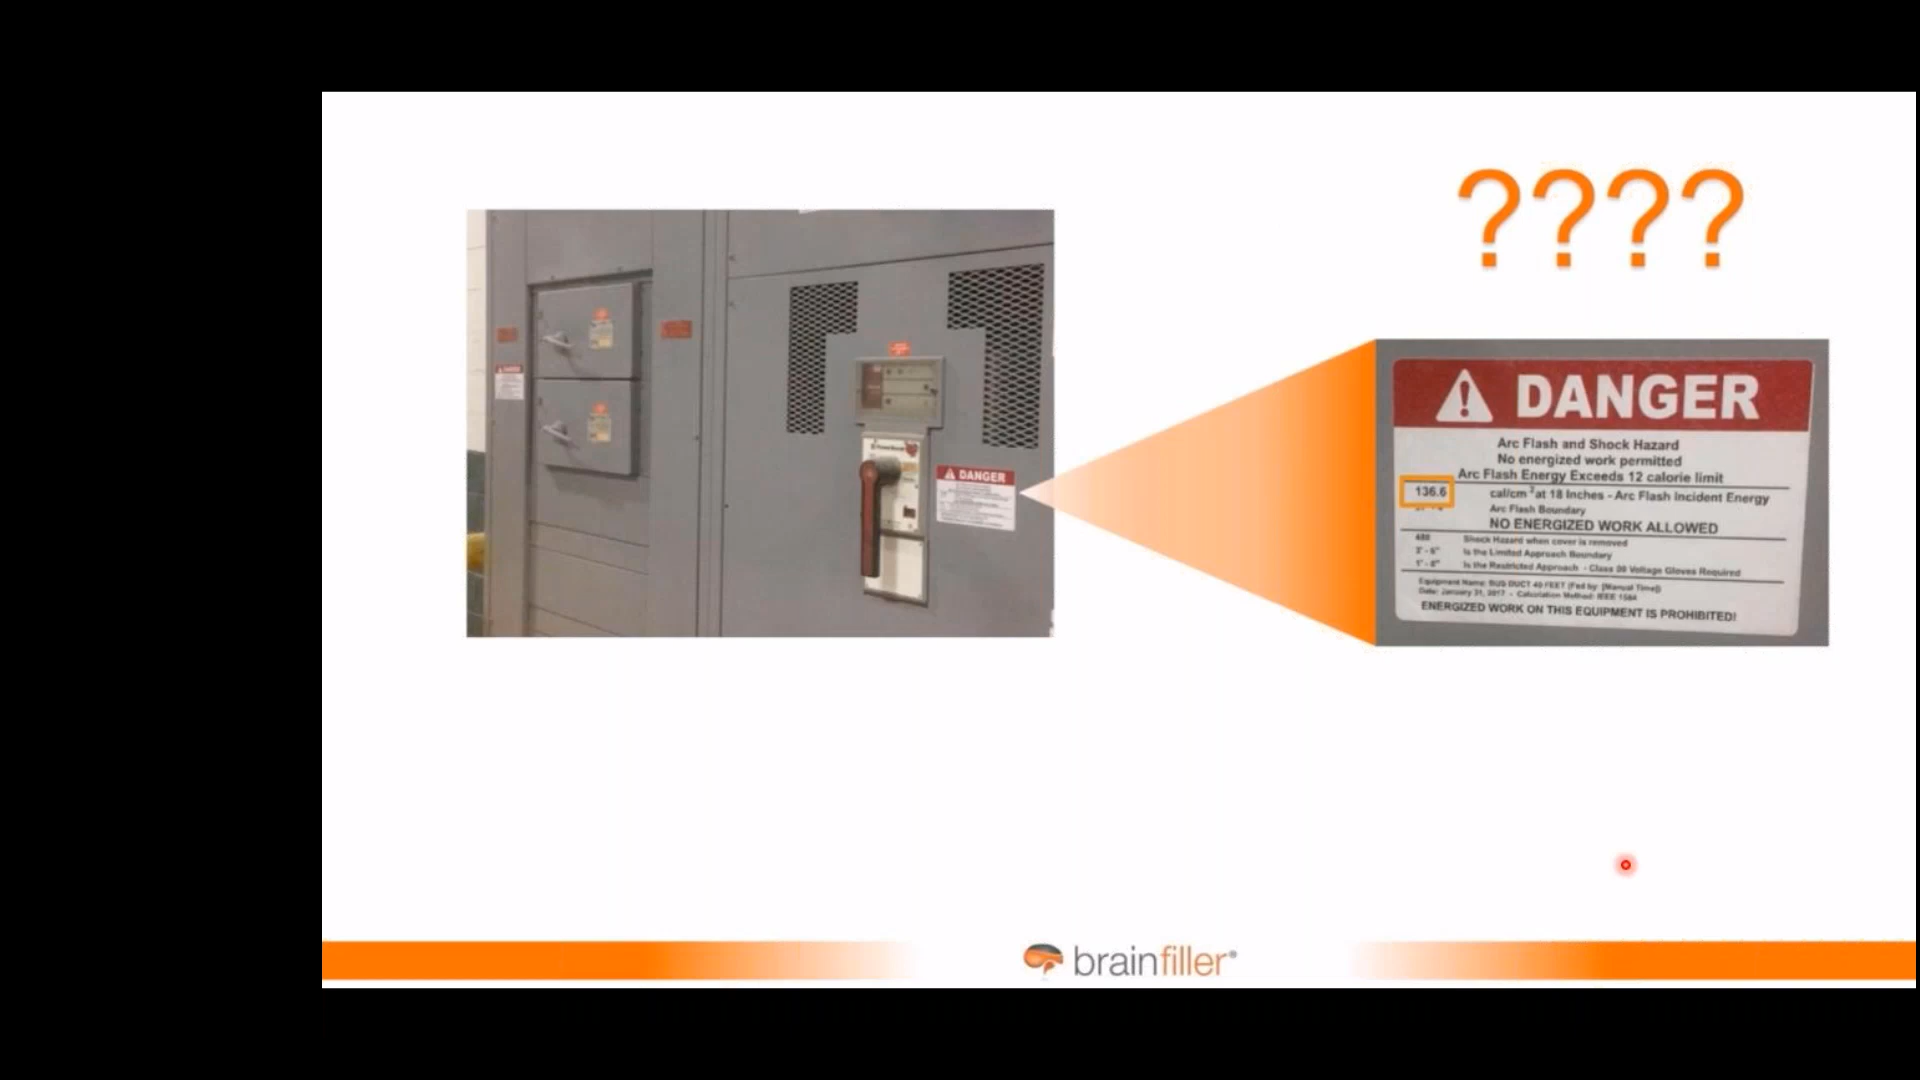 ????
DANGER
DANGER
Arc Flash and Shock Hazard
No energized work permitted
Arc Flash Energy Exceeds 12 calorie limit
136.6 cal/cm² at 18 Inches - Arc Flash Incident Energy
Arc Flash Boundary
NO ENERGIZED WORK ALLOWED
480 Shock Hazard when cover is removed
3' - 6" Is the Limited Approach Boundary
1' - 0" Is the Restricted Approach - Class 00 Voltage Gloves Required
Equipment Name: BUS DUCT 40 FEET (Fed by: [Manual Time])
Date: January 31, 2017 - Calculation Method: IEEE 1584
ENERGIZED WORK ON THIS EQUIPMENT IS PROHIBITED!
brainfiller®